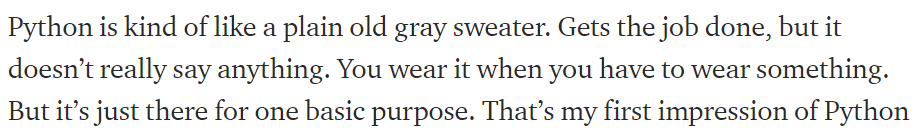 Python is kind of like a plain old gray sweater. Gets the job done, but it
doesn’t really say anything. You wear it when you have to wear something.
But it’s just there for one basic purpose. That’s my first impression of Python